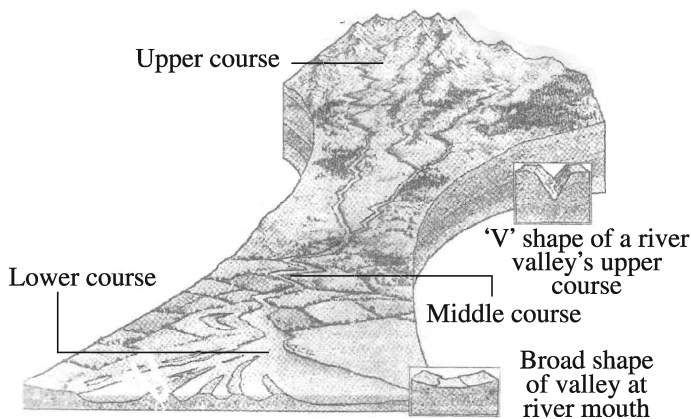 Upper course
'V' shape of a river
valley's upper
course
Lower course
Middle course
Broad shape
of valley at
river mouth